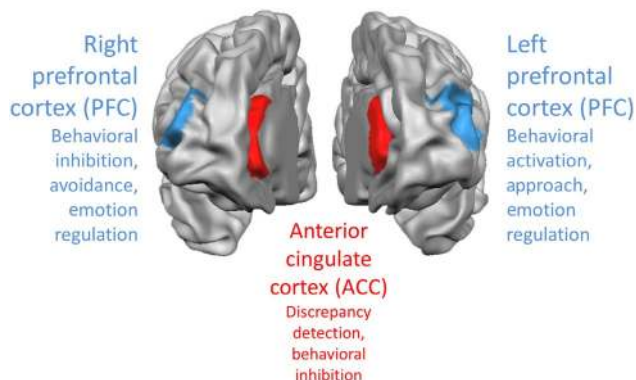 Right
prefrontal
cortex (PFC)
Behavioral
inhibition,
avoidance,
emotion
regulation
Left
prefrontal
cortex (PFC)
Behavioral
activation,
approach,
emotion
regulation
Anterior
cingulate
cortex (ACC)
Discrepancy
detection,
behavioral
inhibition